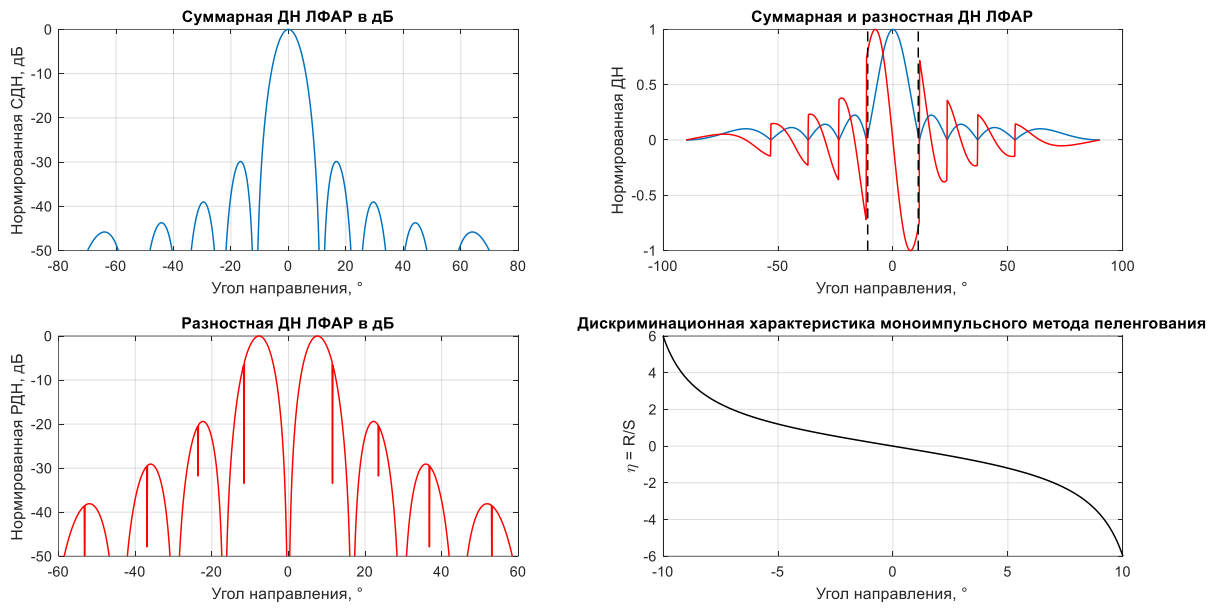 Суммарная ДН ЛФАР в дБ
Нормированная СДН, дБ
0
-10
-20
-30
-40
-50
-80 -60 -40 -20 0 20 40 60 80
Угол направления, °
Суммарная и разностная ДН ЛФАР
Нормированная ДН
1
0.5
0
-0.5
-1
-100 -50 0 50 100
Угол направления, °
Разностная ДН ЛФАР в дБ
Нормированная РДН, дБ
0
-10
-20
-30
-40
-50
-60 -40 -20 0 20 40 60
Угол направления, °
Дискриминационная характеристика моноимпульсного метода пеленгования
η = R/S
6
4
2
0
-2
-4
-6
-10 -5 0 5 10
Угол направления, °